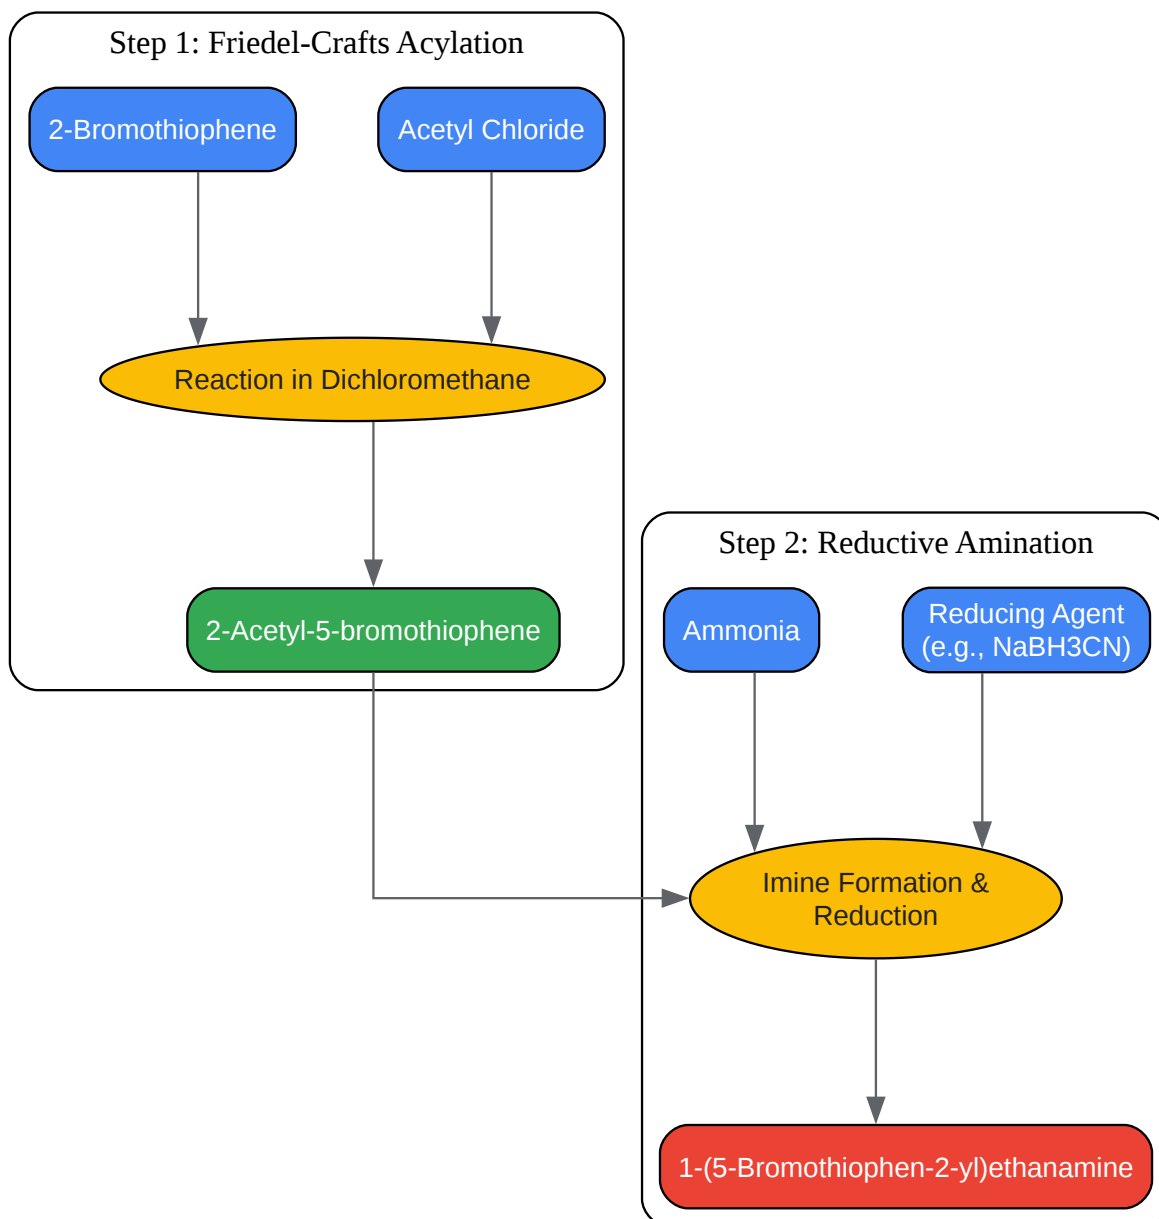 Step 1: Friedel-Crafts Acylation
2-Bromothiophene
Acetyl Chloride
Reaction in Dichloromethane
2-Acetyl-5-bromothiophene
Step 2: Reductive Amination
Ammonia
Reducing Agent
(e.g., NaBH3CN)
Imine Formation &
Reduction
1-(5-Bromothiophen-2-yl)ethanamine